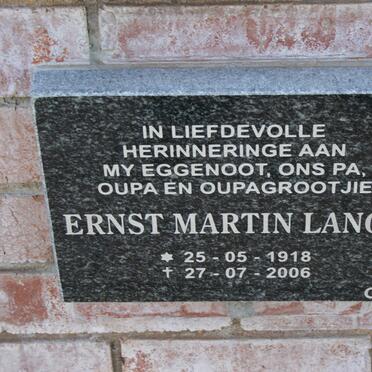 IN LIEFDEVOLLE
HERINNERINGE AAN
MY EGGENOOT, ONS PA,
OUPA EN OUPAGROOTJIE
ERNST MARTIN
* 25 - 05 - 1918
† 27 - 07 - 2006